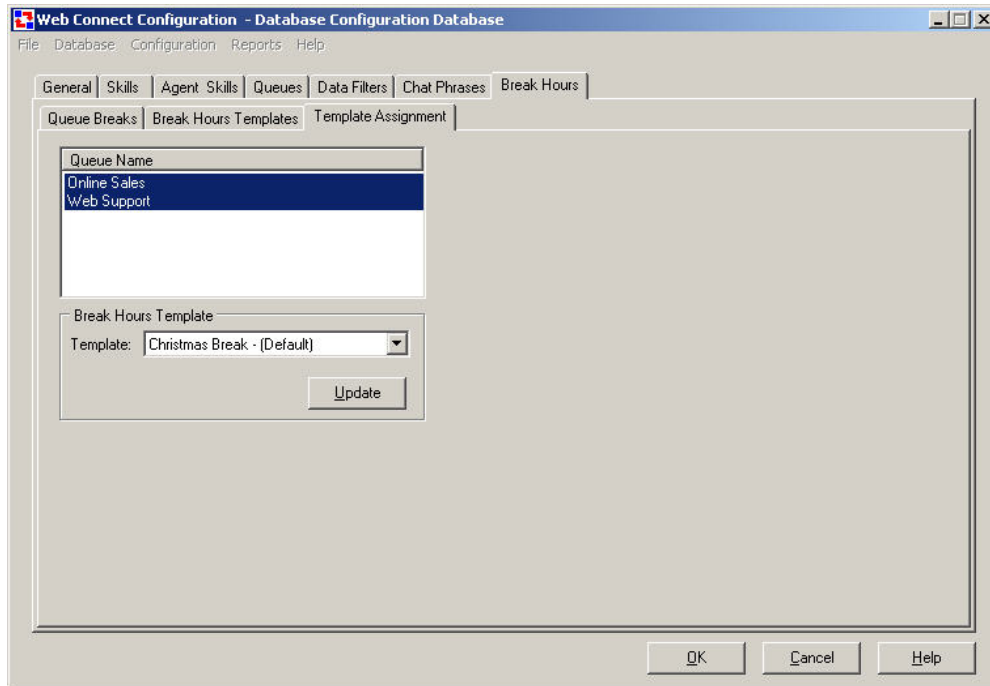 Web Connect Configuration - Database Configuration Database
File Database Configuration Reports Help
General Skills Agent Skills Queues Data Filters Chat Phrases Break Hours
Queue Breaks Break Hours Templates Template Assignment
Queue Name
Online Sales
Web Support
Break Hours Template
Template: Christmas Break - (Default)
Update
OK Cancel Help